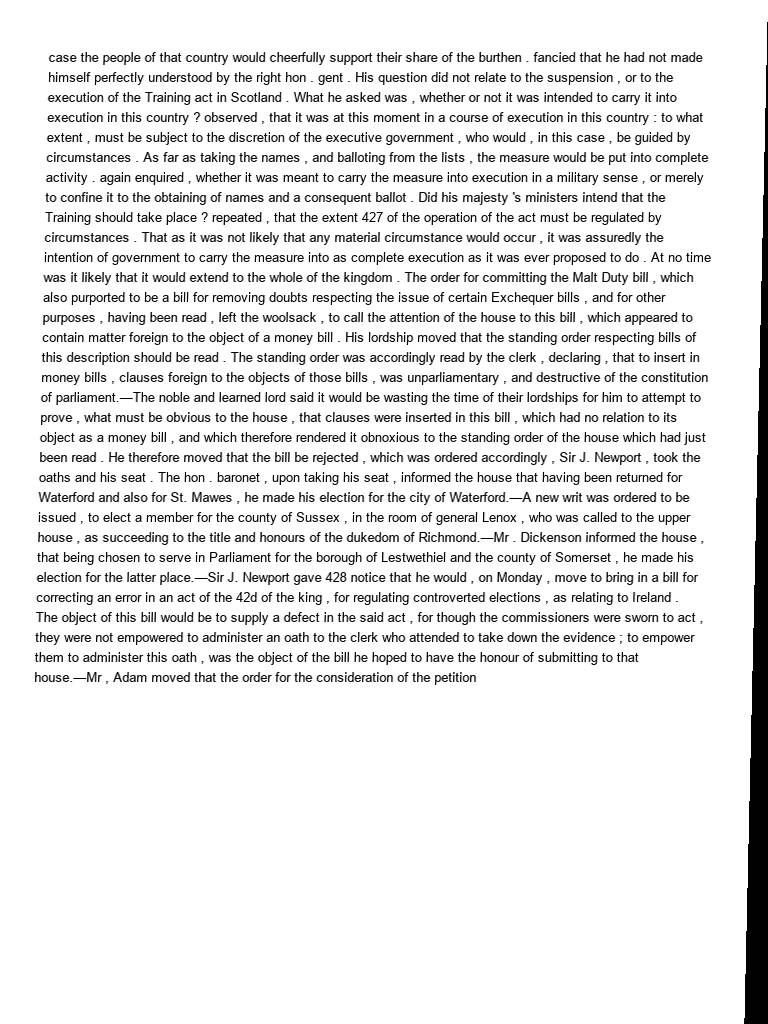 case the people of that country would cheerfully support their share of the burthen . fancied that he had not made
himself perfectly understood by the right hon . gent . His question did not relate to the suspension , or to the
execution of the Training act in Scotland . What he asked was , whether or not it was intended to carry it into
execution in this country ? observed , that it was at this moment in a course of execution in this country : to what
extent , must be subject to the discretion of the executive government , who would , in this case , be guided by
circumstances . As far as taking the names , and balloting from the lists , the measure would be put into complete
activity . again enquired , whether it was meant to carry the measure into execution in a military sense , or merely
to confine it to the obtaining of names and a consequent ballot . Did his majesty 's ministers intend that the
Training should take place ? repeated , that the extent 427 of the operation of the act must be regulated by
circumstances . That as it was not likely that any material circumstance would occur , it was assuredly the
intention of government to carry the measure into as complete execution as it was ever proposed to do . At no time
was it likely that it would extend to the whole of the kingdom . The order for committing the Malt Duty bill , which
also purported to be a bill for removing doubts respecting the issue of certain Exchequer bills , and for other
purposes , having been read , left the woolsack , to call the attention of the house to this bill , which appeared to
contain matter foreign to the object of a money bill . His lordship moved that the standing order respecting bills of
this description should be read . The standing order was accordingly read by the clerk , declaring , that to insert in
money bills , clauses foreign to the objects of those bills , was unparliamentary , and destructive of the constitution
of parliament.—The noble and learned lord said it would be wasting the time of their lordships for him to attempt to
prove , what must be obvious to the house , that clauses were inserted in this bill , which had no relation to its
object as a money bill , and which therefore rendered it obnoxious to the standing order of the house which had just
been read . He therefore moved that the bill be rejected , which was ordered accordingly , Sir J. Newport , took the
oaths and his seat . The hon . baronet , upon taking his seat , informed the house that having been returned for
Waterford and also for St. Mawes , he made his election for the city of Waterford.—A new writ was ordered to be
issued , to elect a member for the county of Sussex , in the room of general Lenox , who was called to the upper
house , as succeeding to the title and honours of the dukedom of Richmond.—Mr . Dickenson informed the house ,
that being chosen to serve in Parliament for the borough of Lestwethiel and the county of Somerset , he made his
election for the latter place.—Sir J. Newport gave 428 notice that he would , on Monday , move to bring in a bill for
correcting an error in an act of the 42d of the king , for regulating controverted elections , as relating to Ireland .
The object of this bill would be to supply a defect in the said act , for though the commissioners were sworn to act ,
they were not empowered to administer an oath to the clerk who attended to take down the evidence ; to empower
them to administer this oath , was the object of the bill he hoped to have the honour of submitting to that
house.—Mr , Adam moved that the order for the consideration of the petition